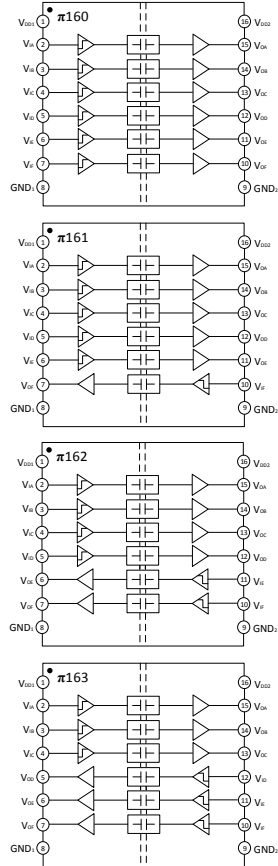 π160
VDD1 1 16 VDD2
VIA 2 15 VOA
VIB 3 14 VOB
VIC 4 13 VOC
VID 5 12 VOD
VIE 6 11 VOE
VIF 7 10 VOF
GND1 8 9 GND2
π161
VDD1 1 16 VDD2
VIA 2 15 VOA
VIB 3 14 VOB
VIC 4 13 VOC
VID 5 12 VOD
VIE 6 11 VOE
VOF 7 10 VIF
GND1 8 9 GND2
π162
VDD1 1 16 VDD2
VIA 2 15 VOA
VIB 3 14 VOB
VIC 4 13 VOC
VID 5 12 VOD
VOE 6 11 VIE
VOF 7 10 VIF
GND1 8 9 GND2
π163
VDD1 1 16 VDD2
VIA 2 15 VOA
VIB 3 14 VOB
VIC 4 13 VOC
VOD 5 12 VID
VOE 6 11 VIE
VOF 7 10 VIF
GND1 8 9 GND2